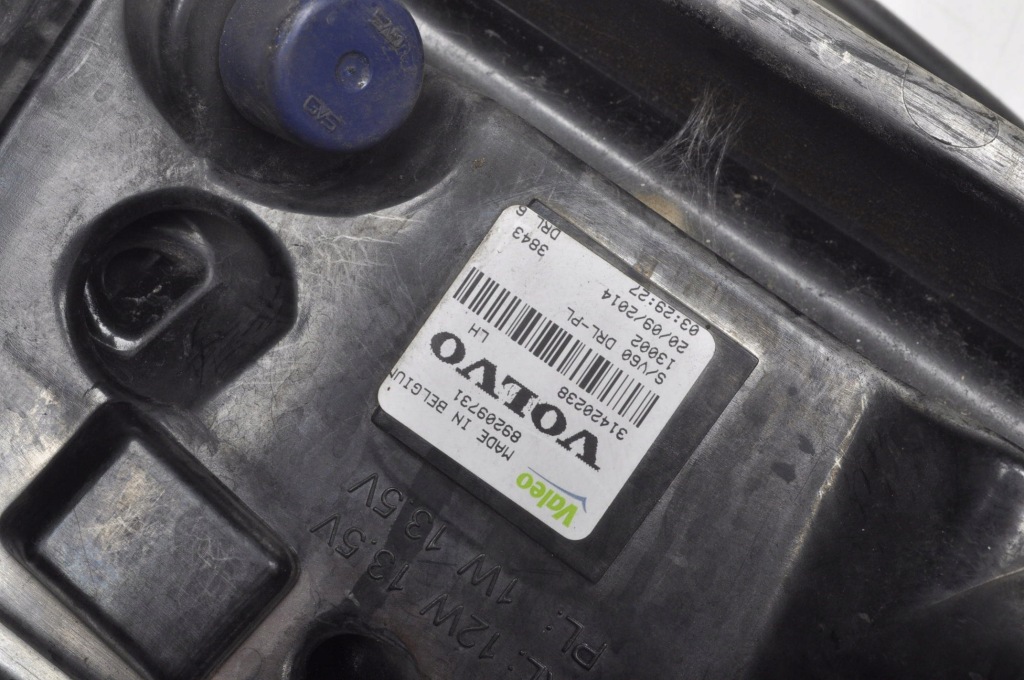 Valeo
MADE IN BELGIUM
89209731
VOLVO
31420238 LH
S/V60 DRL-PL
13002
20/09/2014
03:29:27
3843
DRL 6
12W 13.5V
PL: 1W 13.5V